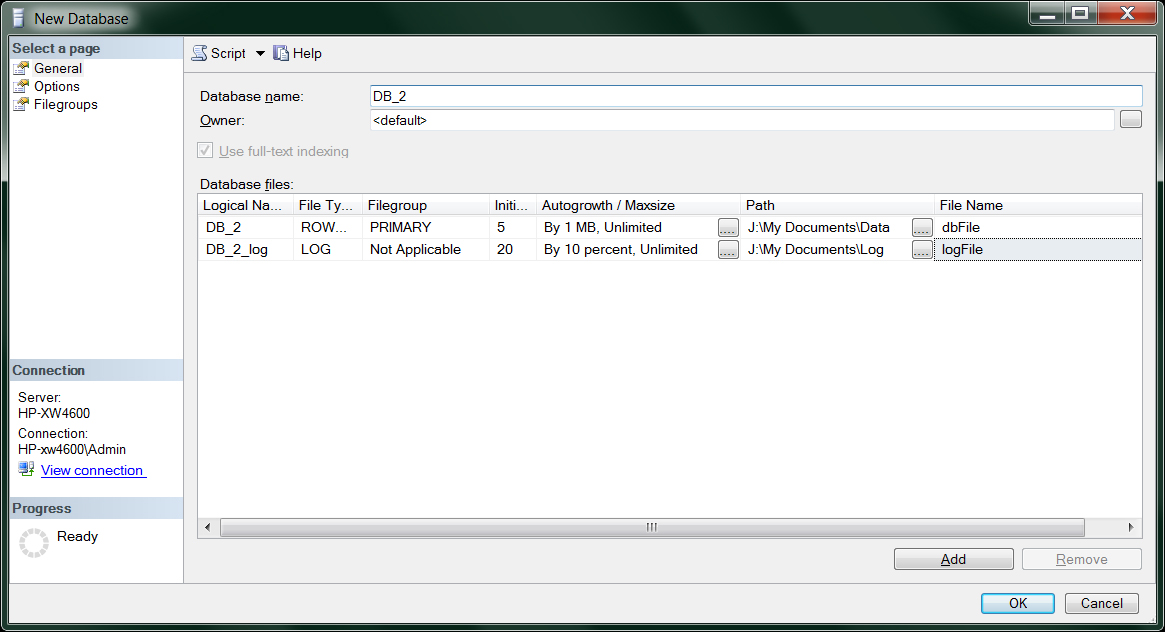 New Database
Select a page
General
Options
Filegroups
Script Help
Database name: DB_2
Owner: <default>
Use full-text indexing
Database files:
Logical Na... File Ty... Filegroup Initi... Autogrowth / Maxsize Path File Name
DB_2 ROW... PRIMARY 5 By 1 MB, Unlimited ... J:\My Documents\Data ... dbFile
DB_2_log LOG Not Applicable 20 By 10 percent, Unlimited ... J:\My Documents\Log ... logFile
Connection
Server:
HP-XW4600
Connection:
HP-xw4600\Admin
View connection
Progress
Ready
Add Remove
OK Cancel